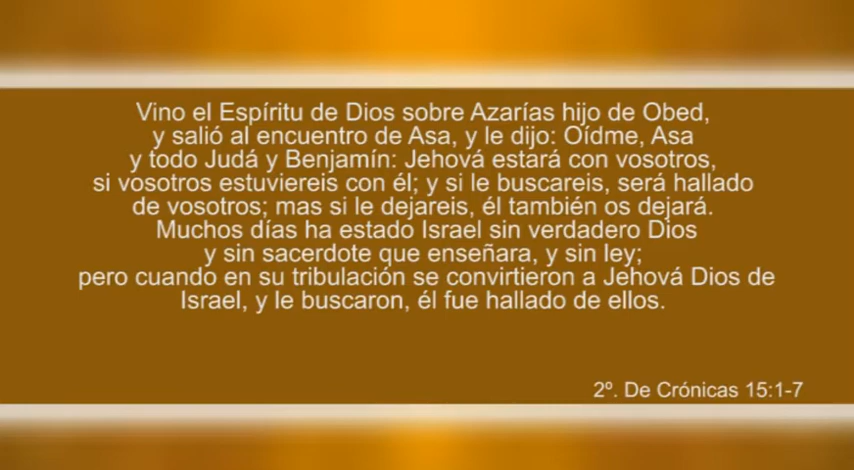 Vino el Espíritu de Dios sobre Azarías hijo de Obed,
y salió al encuentro de Asa, y le dijo: Oídme, Asa
y todo Judá y Benjamín: Jehová estará con vosotros,
si vosotros estuviereis con él; y si le buscareis, será hallado
de vosotros; mas si le dejareis, él también os dejará.
Muchos días ha estado Israel sin verdadero Dios
y sin sacerdote que enseñara, y sin ley;
pero cuando en su tribulación se convirtieron a Jehová Dios de
Israel, y le buscaron, él fue hallado de ellos.
2º. De Crónicas 15:1-7